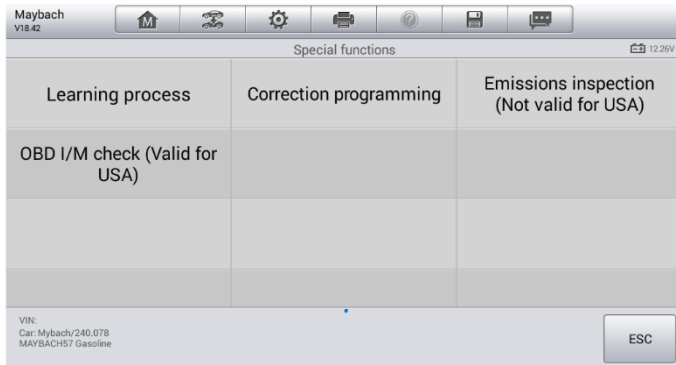 Maybach
V18.42
M
Special functions
12.26V
Learning process
Correction programming
Emissions inspection
(Not valid for USA)
OBD I/M check (Valid for
USA)
VIN:
Car: Mybach/240.078
MAYBACH57 Gasoline
ESC